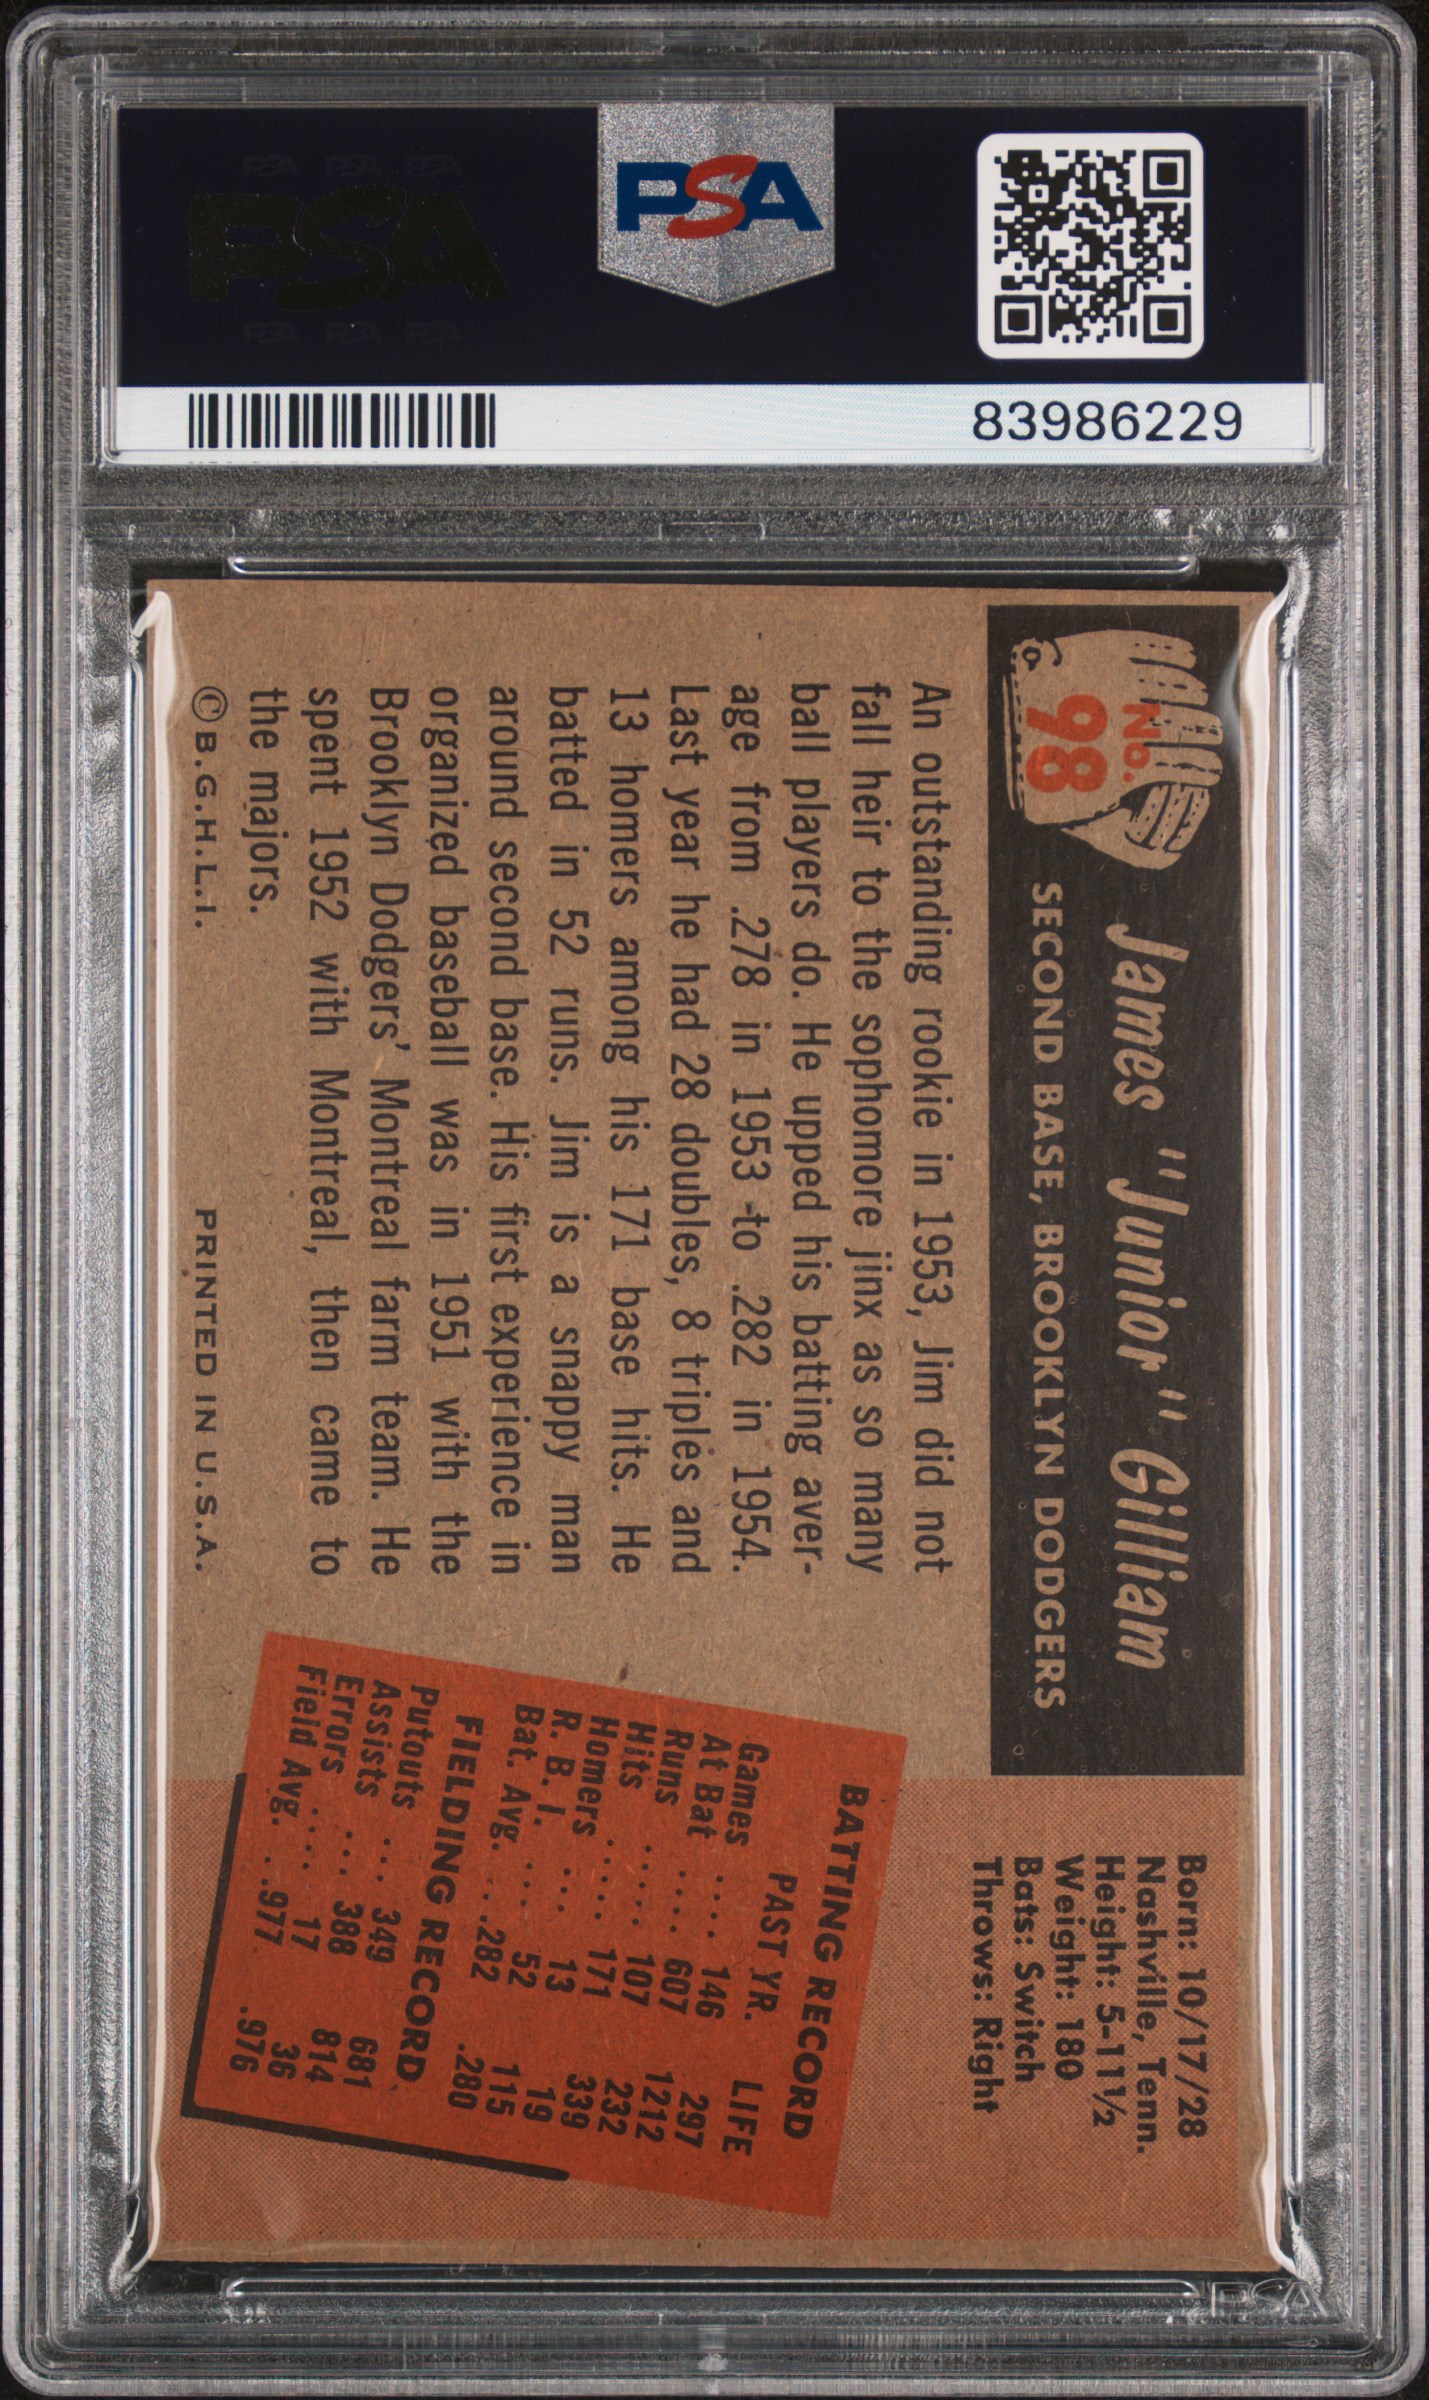 PSA PSA PSA
PSA
PSA PSA PSA
PSA
83986229
No.
98
James "Junior" Gilliam
SECOND BASE, BROOKLYN DODGERS
An outstanding rookie in 1953, Jim did not
fall heir to the sophomore jinx as so many
ball players do. He upped his batting aver-
age from .278 in 1953 to .282 in 1954.
Last year he had 28 doubles, 8 triples and
13 homers among his 171 base hits. He
batted in 52 runs. Jim is a snappy man
around second base. His first experience in
organized baseball was in 1951 with the
Brooklyn Dodgers' Montreal farm team. He
spent 1952 with Montreal, then came to
the majors.
© B.G.H.L.I. PRINTED IN U.S.A.
Born: 10/17/28
Nashville, Tenn.
Height: 5-11½
Weight: 180
Bats: Switch
Throws: Right
BATTING RECORD
PAST YR. LIFE
Games .... 146 297
At Bat .... 607 1212
Runs ..... 107 232
Hits ..... 171 339
Homers ... 13 19
R. B. I. .... 52 115
Bat. Avg. .. .282 .280
FIELDING RECORD
Putouts ... 349 681
Assists ... 388 814
Errors .... 17 36
Field Avg. . .977 .976
PSA